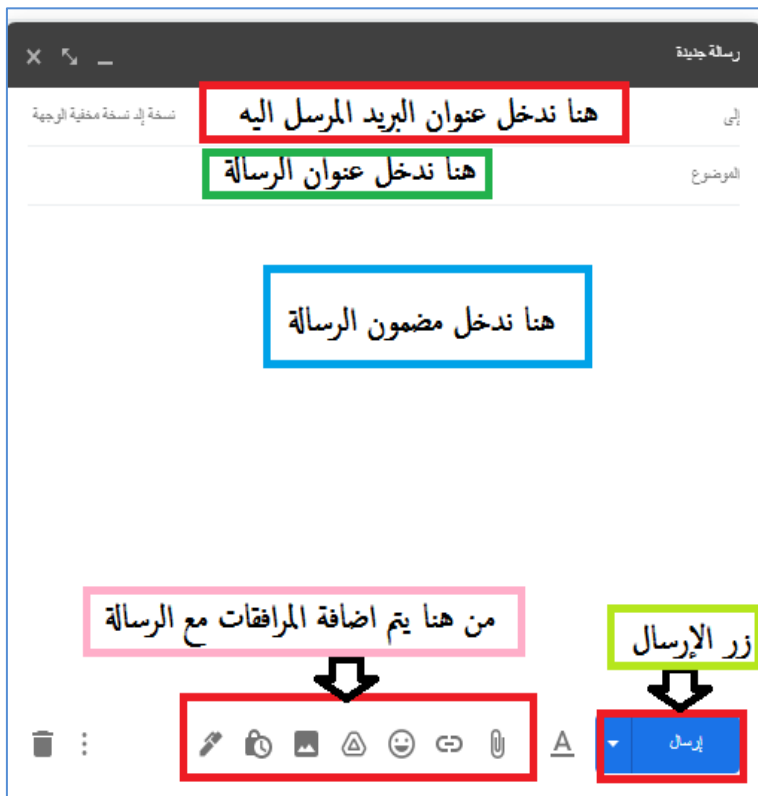 رسالة جديدة
إلى
هنا ندخل عنوان البريد المرسل اليه
نسخة إلد نسخة مخفية الوجهة
الموضوع
هنا ندخل عنوان الرسالة
هنا ندخل مضمون الرسالة
من هنا يتم اضافة المرافقات مع الرسالة
زر الإرسال
A
إرسال